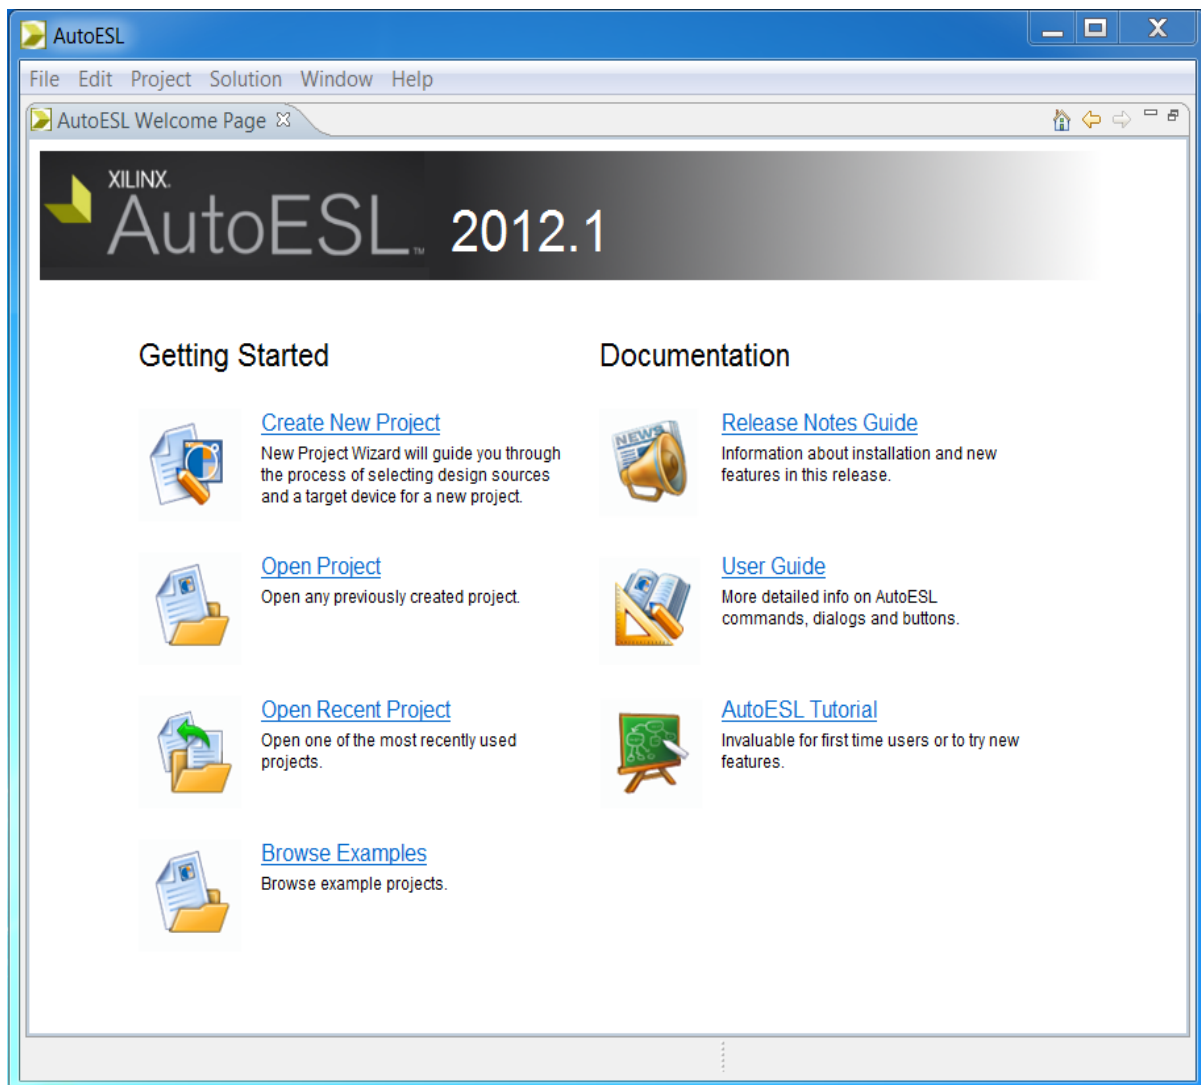 AutoESL
File Edit Project Solution Window Help
AutoESL Welcome Page
XILINX.
AutoESL™ 2012.1
Getting Started
Create New Project
New Project Wizard will guide you through
the process of selecting design sources
and a target device for a new project.
Open Project
Open any previously created project.
Open Recent Project
Open one of the most recently used
projects.
Browse Examples
Browse example projects.
Documentation
Release Notes Guide
Information about installation and new
features in this release.
User Guide
More detailed info on AutoESL
commands, dialogs and buttons.
AutoESL Tutorial
Invaluable for first time users or to try new
features.
NEWS